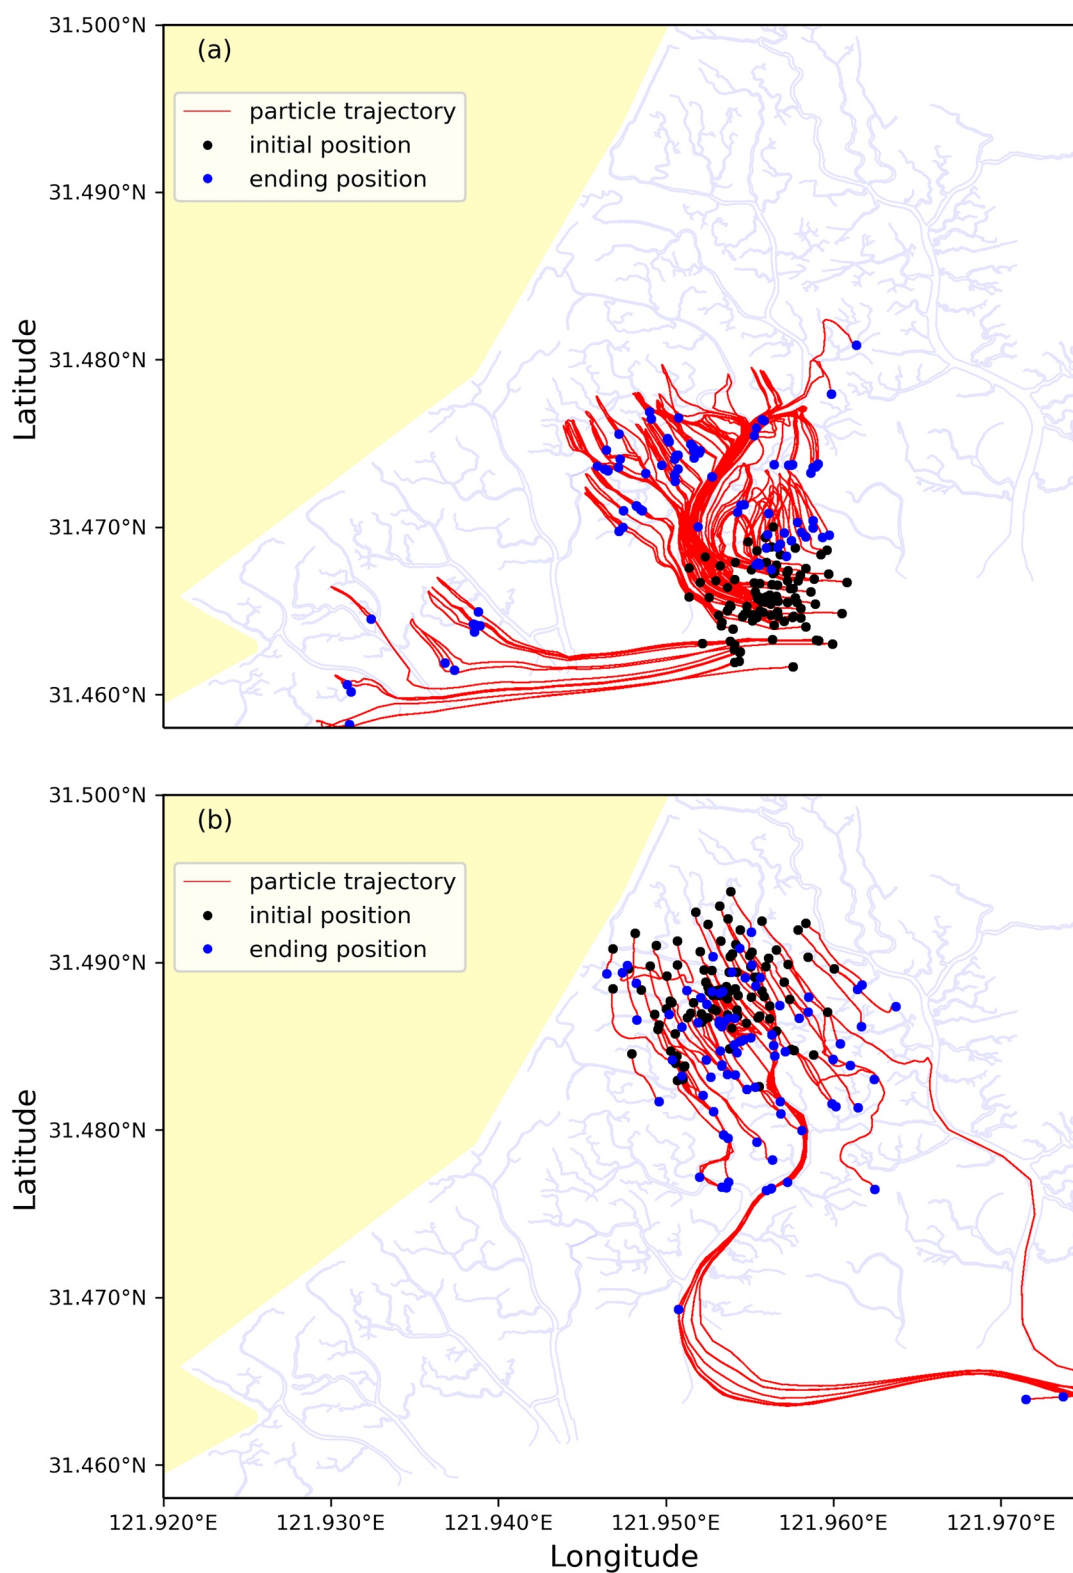 31.500°N
(a)
particle trajectory
initial position
ending position
31.490°N
31.480°N
31.470°N
31.460°N
Latitude
31.500°N
(b)
particle trajectory
initial position
ending position
31.490°N
31.480°N
31.470°N
31.460°N
Latitude
121.920°E 121.930°E 121.940°E 121.950°E 121.960°E 121.970°E
Longitude